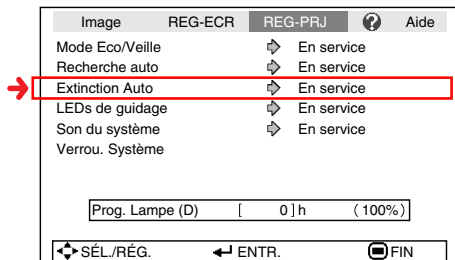 Image REG-ECR REG-PRJ ? Aide
Mode Eco/Veille En service
Recherche auto En service
Extinction Auto En service
LEDs de guidage En service
Son du système En service
Verrou. Système
Prog. Lampe (D) [ 0 ] h (100%)
SÉL./RÉG. ENTR. FIN